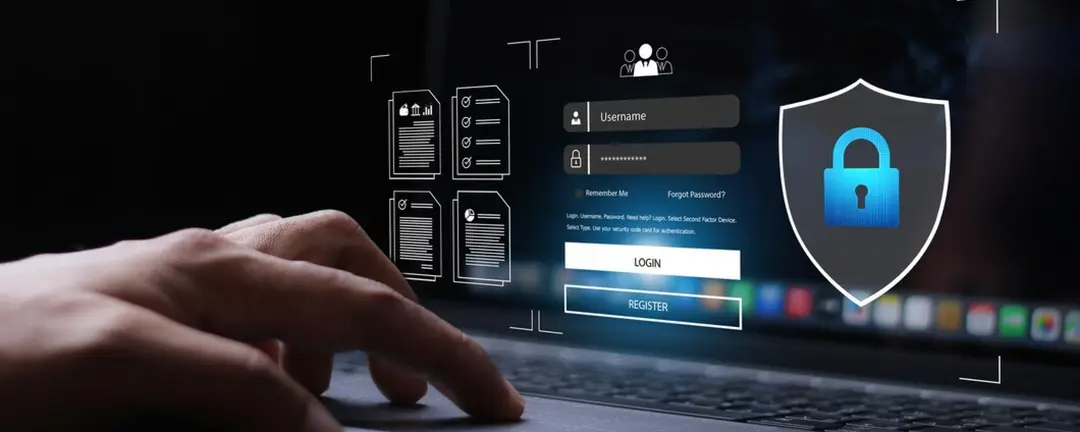 Username
************
Remember Me
Forgot Password?
Login. Username. Password. Need help? Login. Select Second Factor Device.
Select Type. Use your security code card for authentication.
LOGIN
REGISTER